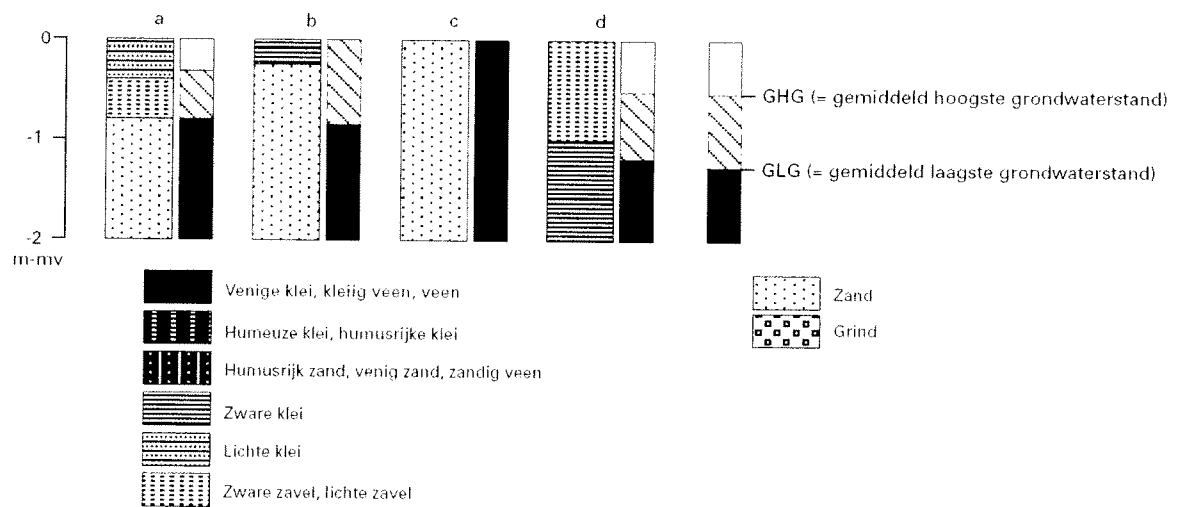 a b c d
0
GHG (= gemiddeld hoogste grondwaterstand)
-1
GLG (= gemiddeld laagste grondwaterstand)
-2
m-mv
Venige klei, kleiig veen, veen
Humeuze klei, humusrijke klei
Humusrijk zand, venig zand, zandig veen
Zware klei
Lichte klei
Zware zavel, lichte zavel
Zand
Grind